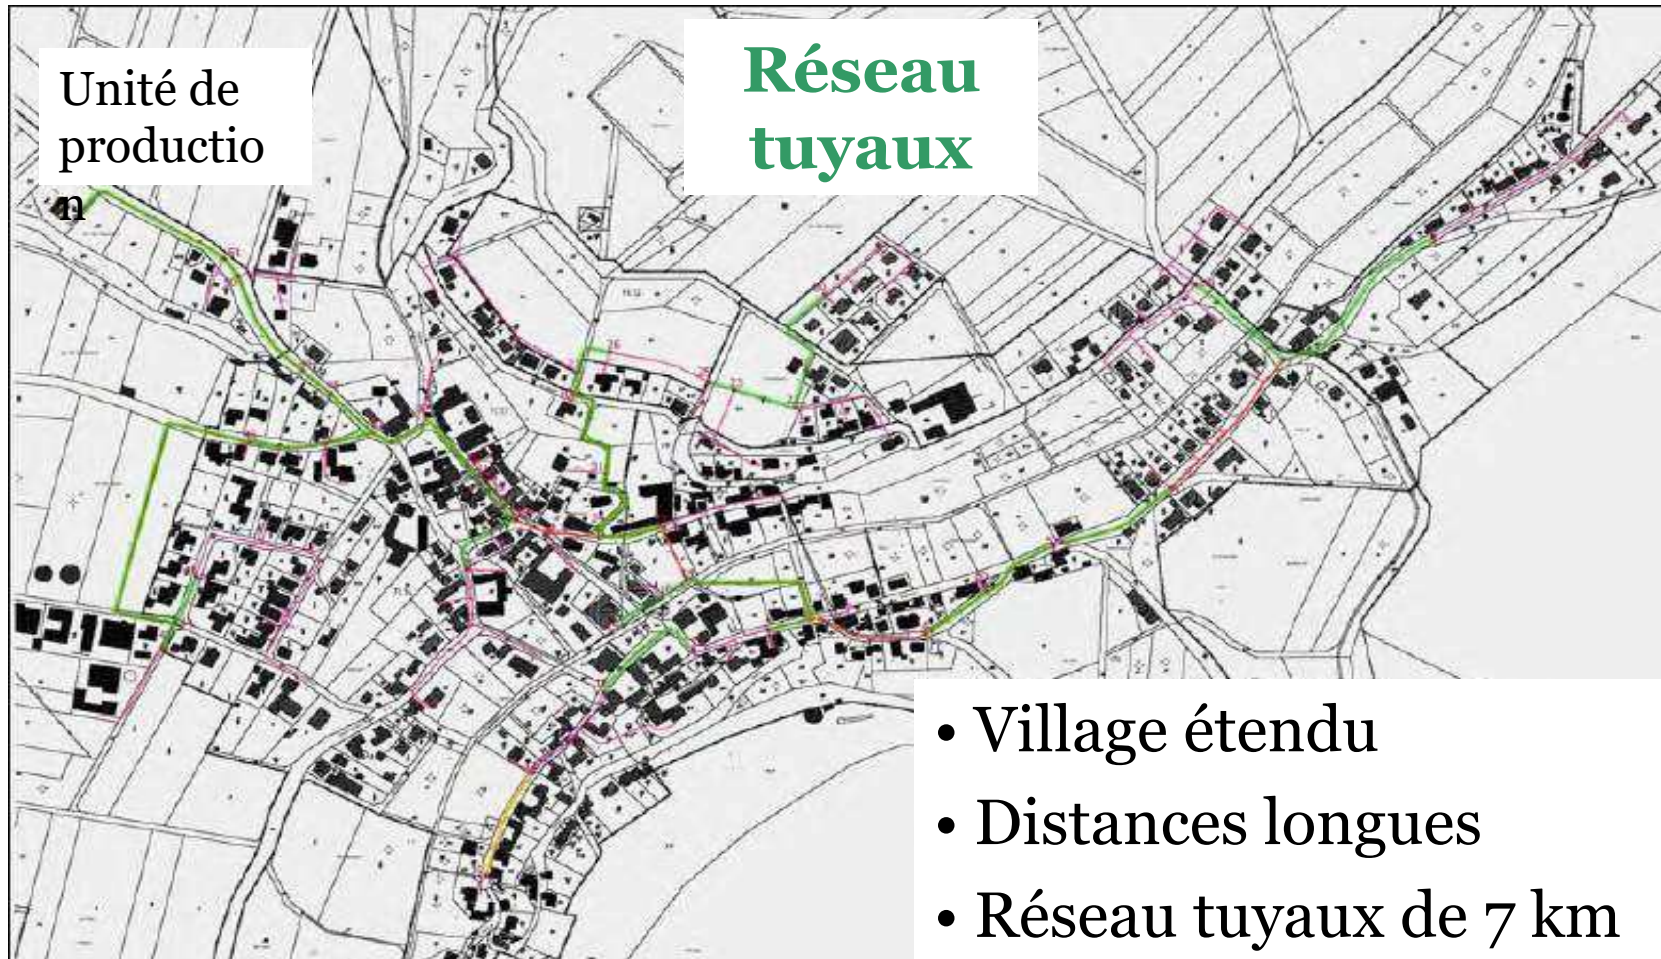 Unité de
productio
n
Réseau
tuyaux
• Village étendu
• Distances longues
• Réseau tuyaux de 7 km